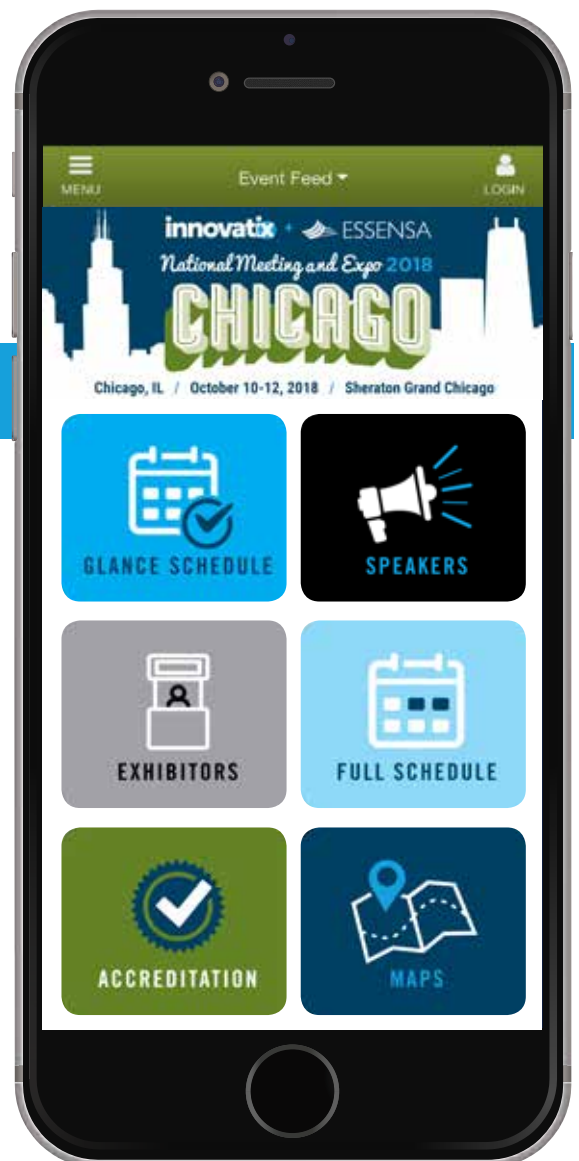 Event Feed
MENU
LOGIN
innovatix + ESSENSA
National Meeting and Expo 2018
CHICAGO
Chicago, IL / October 10-12, 2018 / Sheraton Grand Chicago
GLANCE SCHEDULE
SPEAKERS
EXHIBITORS
FULL SCHEDULE
ACCREDITATION
MAPS